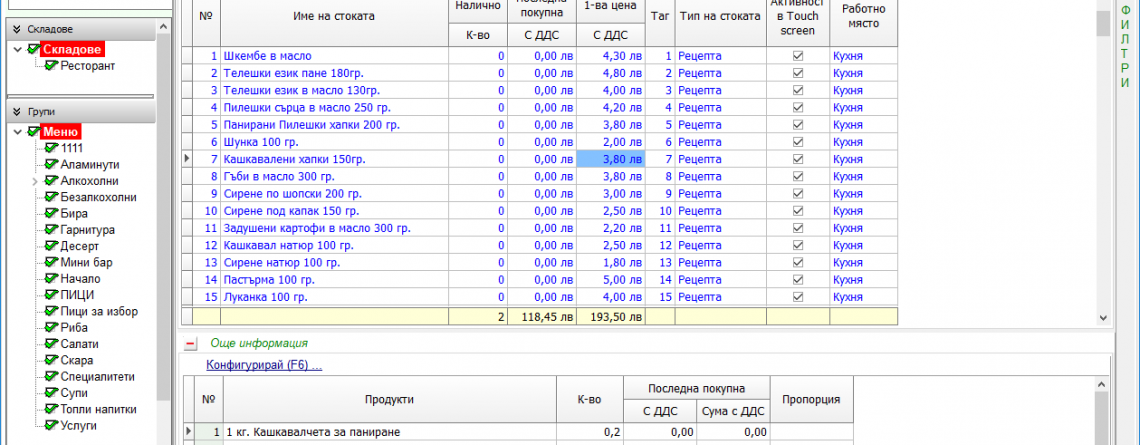 Складове
Складове
Ресторант
Групи
Меню
1111
Аламинути
Алкохолни
Безалкохолни
Бира
Гарнитура
Десерт
Мини бар
Начало
ПИЦИ
Пици за избор
Риба
Салати
Скара
Специалитети
Супи
Топли напитки
Услуги
№ Име на стоката Налично К-во покупна С ДДС 1-ва цена С ДДС Таг Тип на стоката Активност в Touch screen Работно място
1 Шкембе в масло 0 0,00 лв 4,30 лв 1 Рецепта Кухня
2 Телешки език пане 180гр. 0 0,00 лв 4,80 лв 2 Рецепта Кухня
3 Телешки език в масло 130гр. 0 0,00 лв 4,00 лв 3 Рецепта Кухня
4 Пилешки сърца в масло 250 гр. 0 0,00 лв 4,20 лв 4 Рецепта Кухня
5 Панирани Пилешки хапки 200 гр. 0 0,00 лв 3,80 лв 5 Рецепта Кухня
6 Шунка 100 гр. 0 0,00 лв 2,00 лв 6 Рецепта Кухня
7 Кашкавалени хапки 150гр. 0 0,00 лв 3,80 лв 7 Рецепта Кухня
8 Гъби в масло 300 гр. 0 0,00 лв 3,80 лв 8 Рецепта Кухня
9 Сирене по шопски 200 гр. 0 0,00 лв 3,00 лв 9 Рецепта Кухня
10 Сирене под капак 150 гр. 0 0,00 лв 2,50 лв 10 Рецепта Кухня
11 Задушени картофи в масло 300 гр. 0 0,00 лв 2,20 лв 11 Рецепта Кухня
12 Кашкавал натюр 100 гр. 0 0,00 лв 2,50 лв 12 Рецепта Кухня
13 Сирене натюр 100 гр. 0 0,00 лв 1,80 лв 13 Рецепта Кухня
14 Пастърма 100 гр. 0 0,00 лв 5,00 лв 14 Рецепта Кухня
15 Луканка 100 гр. 0 0,00 лв 4,00 лв 15 Рецепта Кухня
2 118,45 лв 193,50 лв
Още информация
Конфигурирай (F6) ...
№ Продукти К-во Последна покупна С ДДС Сума с ДДС Пропорция
1 1 кг. Кашкавалчета за паниране 0,2 0,00 0,00
ФИЛТРИ